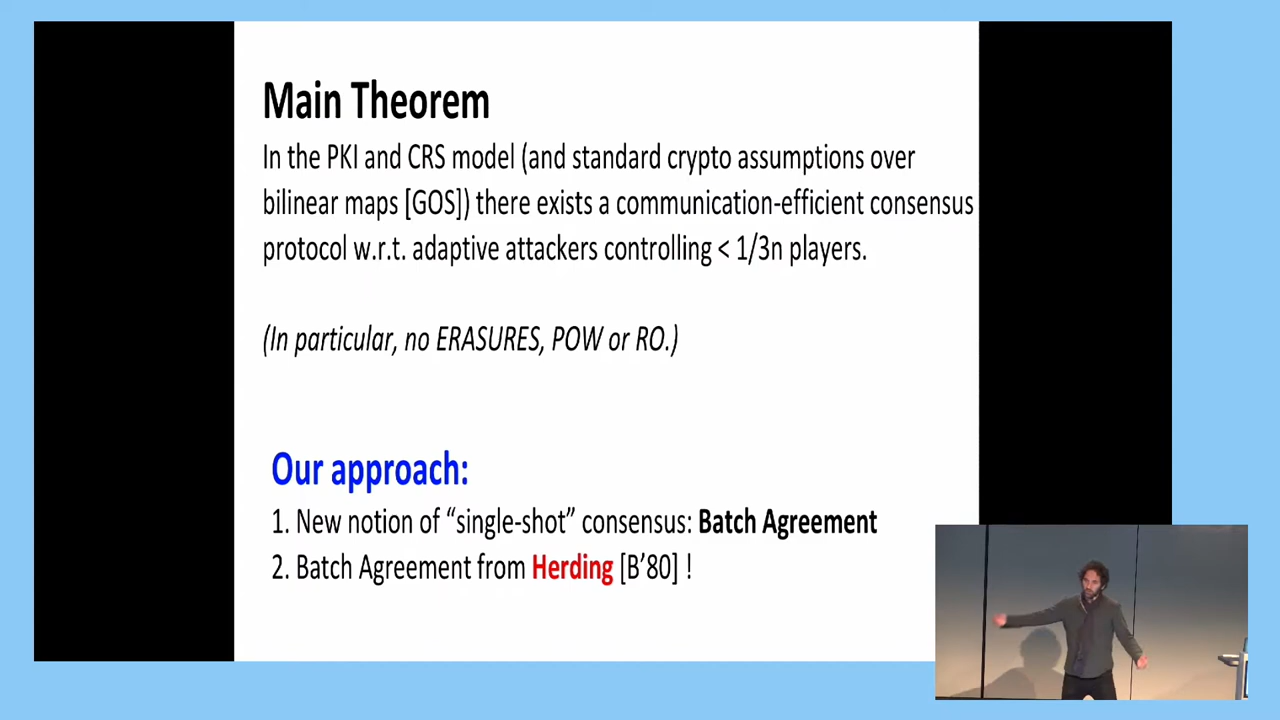 Main Theorem
In the PKI and CRS model (and standard crypto assumptions over
bilinear maps [GOS]) there exists a communication-efficient consensus
protocol w.r.t. adaptive attackers controlling < 1/3n players.
(In particular, no ERASURES, POW or RO.)
Our approach:
1. New notion of “single-shot” consensus: Batch Agreement
2. Batch Agreement from Herding [B’80] !